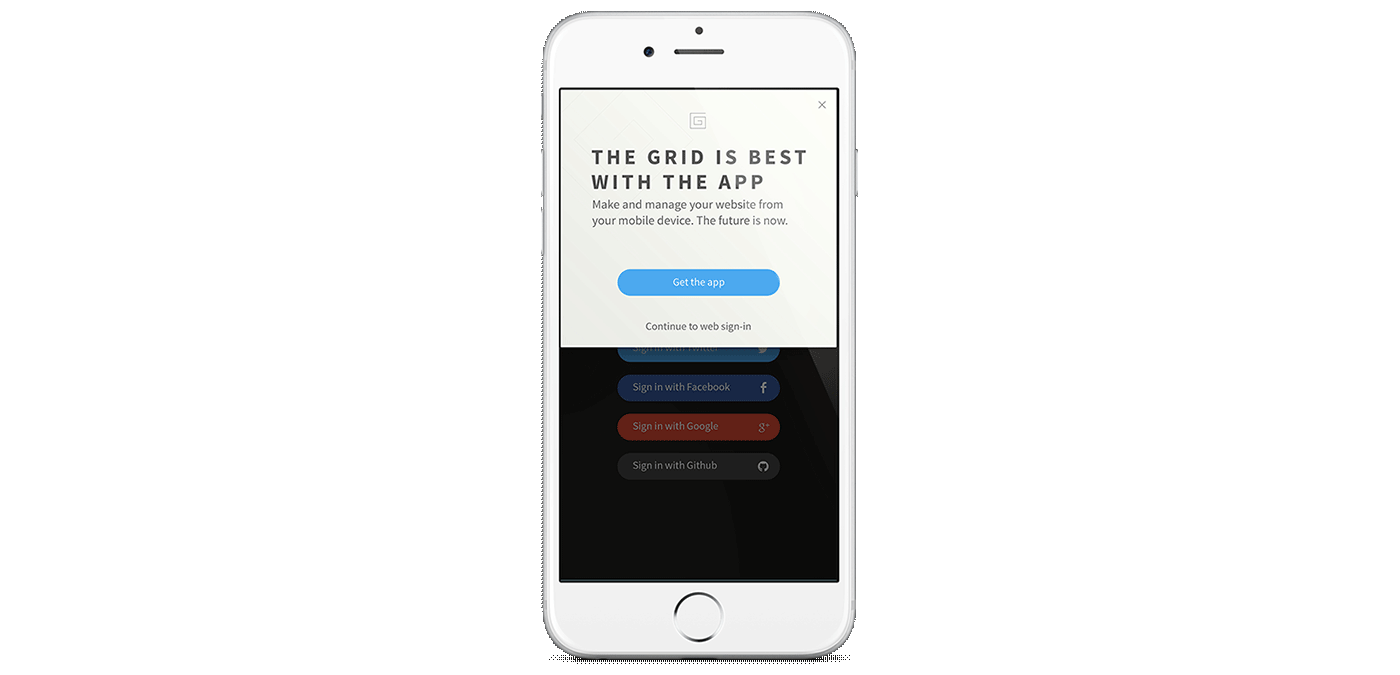 THE GRID IS BEST
WITH THE APP
Make and manage your website from
your mobile device. The future is now.
Get the app
Continue to web sign-in
Sign in with Twitter
Sign in with Facebook
Sign in with Google
Sign in with Github